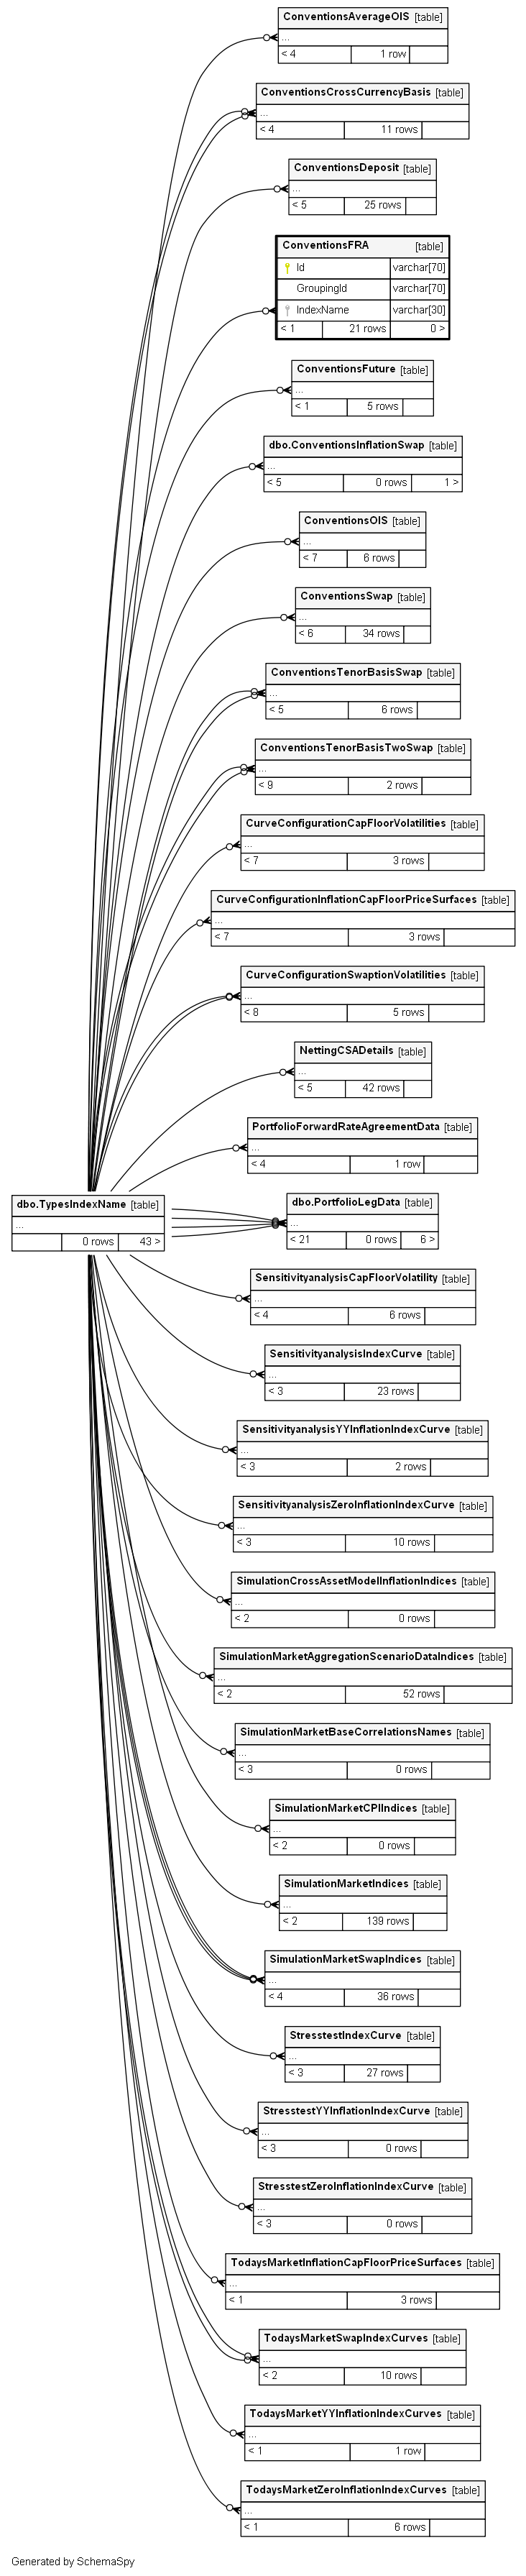 ConventionsAverageOIS [table]
...
< 4 1 row
ConventionsCrossCurrencyBasis [table]
...
< 4 11 rows
ConventionsDeposit [table]
...
< 5 25 rows
ConventionsFRA [table]
Id varchar[70]
GroupingId varchar[70]
IndexName varchar[30]
< 1 21 rows 0 >
ConventionsFuture [table]
...
< 1 5 rows
dbo.ConventionsInflationSwap [table]
...
< 5 0 rows 1 >
ConventionsOIS [table]
...
< 7 6 rows
ConventionsSwap [table]
...
< 6 34 rows
ConventionsTenorBasisSwap [table]
...
< 5 6 rows
ConventionsTenorBasisTwoSwap [table]
...
< 9 2 rows
CurveConfigurationCapFloorVolatilities [table]
...
< 7 3 rows
CurveConfigurationInflationCapFloorPriceSurfaces [table]
...
< 7 3 rows
CurveConfigurationSwaptionVolatilities [table]
...
< 8 5 rows
NettingCSADetails [table]
...
< 5 42 rows
PortfolioForwardRateAgreementData [table]
...
< 4 1 row
dbo.TypesIndexName [table]
...
0 rows 43 >
dbo.PortfolioLegData [table]
...
< 21 0 rows 6 >
SensitivityanalysisCapFloorVolatility [table]
...
< 4 6 rows
SensitivityanalysisIndexCurve [table]
...
< 3 23 rows
SensitivityanalysisYYInflationIndexCurve [table]
...
< 3 2 rows
SensitivityanalysisZeroInflationIndexCurve [table]
...
< 3 10 rows
SimulationCrossAssetModelInflationIndices [table]
...
< 2 0 rows
SimulationMarketAggregationScenarioDataIndices [table]
...
< 2 52 rows
SimulationMarketBaseCorrelationsNames [table]
...
< 3 0 rows
SimulationMarketCPIIndices [table]
...
< 2 0 rows
SimulationMarketIndices [table]
...
< 2 139 rows
SimulationMarketSwapIndices [table]
...
< 4 36 rows
StresstestIndexCurve [table]
...
< 3 27 rows
StresstestYYInflationIndexCurve [table]
...
< 3 0 rows
StresstestZeroInflationIndexCurve [table]
...
< 3 0 rows
TodaysMarketInflationCapFloorPriceSurfaces [table]
...
< 1 3 rows
TodaysMarketSwapIndexCurves [table]
...
< 2 10 rows
TodaysMarketYYInflationIndexCurves [table]
...
< 1 1 row
TodaysMarketZeroInflationIndexCurves [table]
...
< 1 6 rows
Generated by SchemaSpy